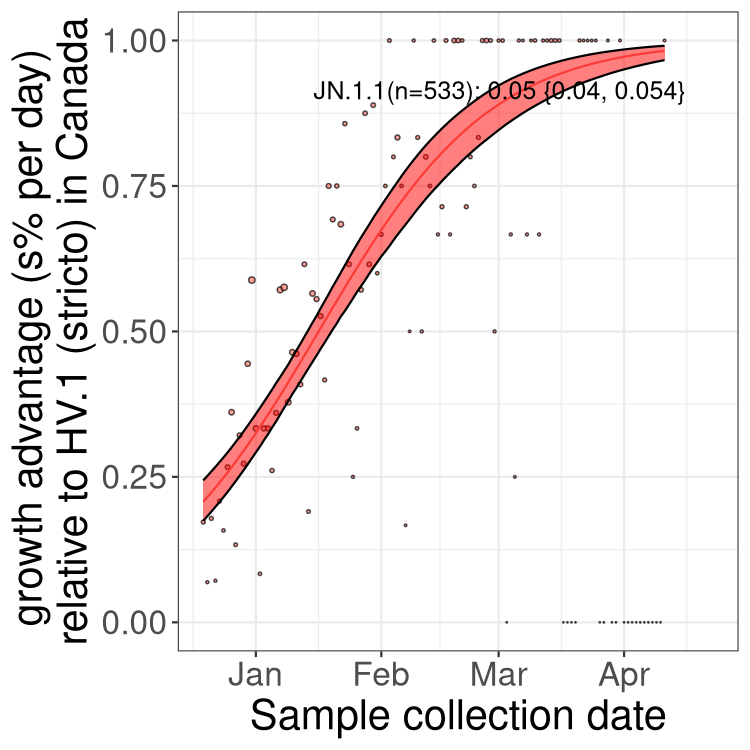 growth advantage (s% per day)
relative to HV.1 (stricto) in Canada
1.00
0.75
0.50
0.25
0.00
JN.1.1(n=533): 0.05 {0.04, 0.054}
Jan Feb Mar Apr
Sample collection date